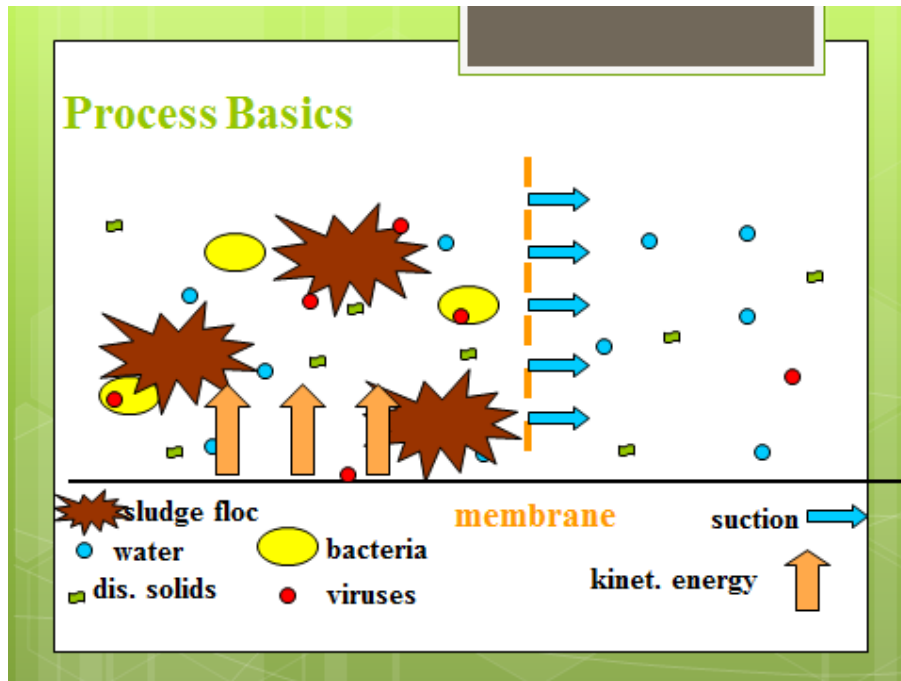 Process Basics
sludge floc
membrane
suction
water
bacteria
dis. solids
viruses
kinet. energy